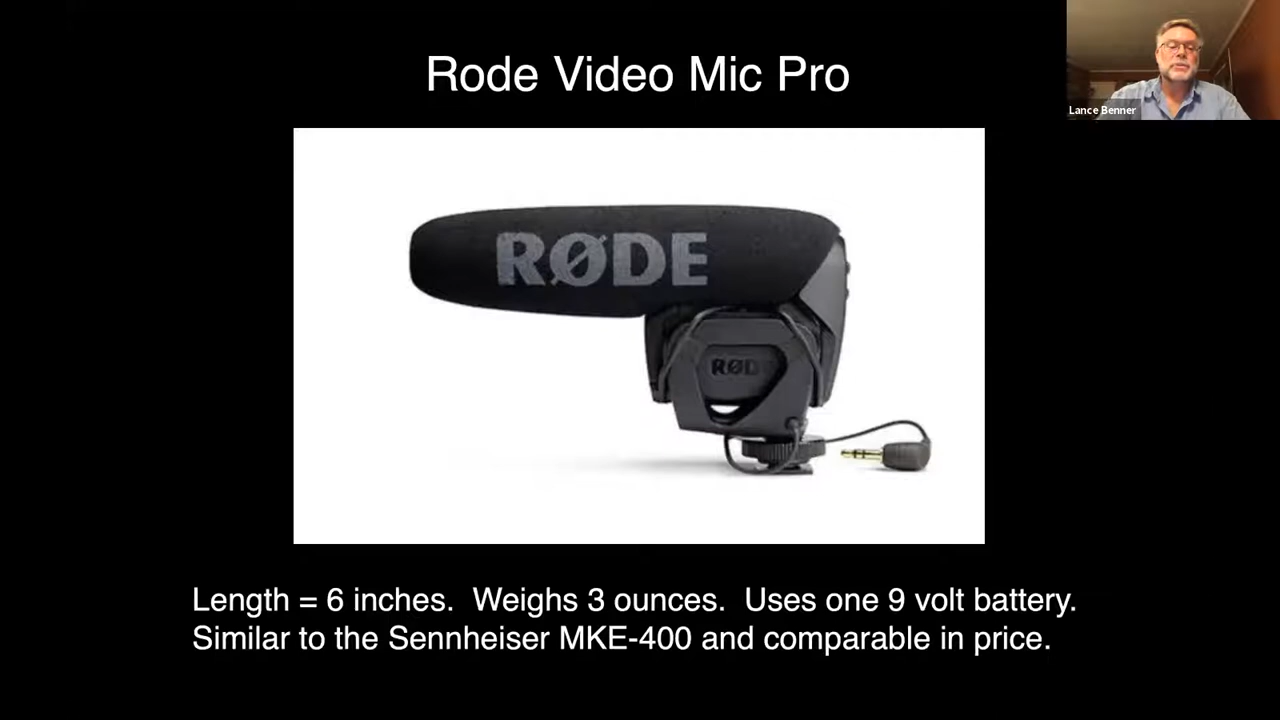 Rode Video Mic Pro
Lance Benner
RØDE
RØDE
Length = 6 inches.  Weighs 3 ounces.  Uses one 9 volt battery.
Similar to the Sennheiser MKE-400 and comparable in price.